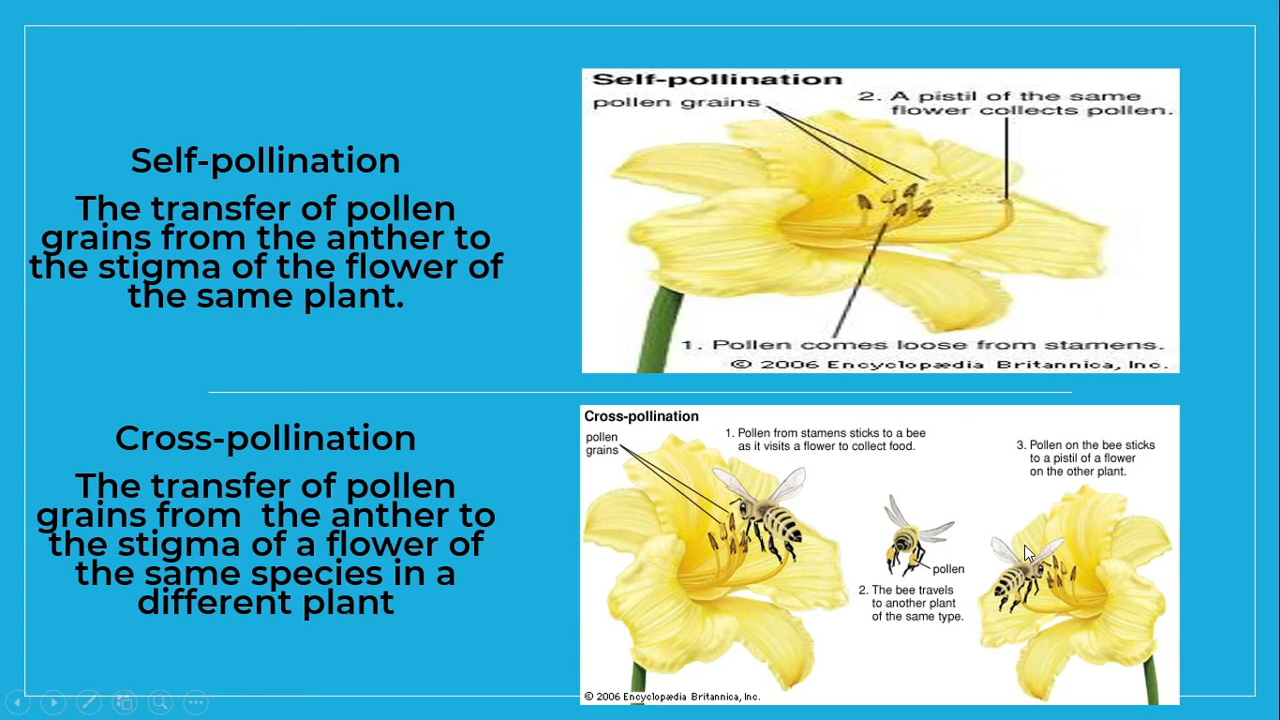 Self-pollination
The transfer of pollen
grains from the anther to
the stigma of the flower of
the same plant.
Self-pollination
pollen grains
2. A pistil of the same
flower collects pollen.
1. Pollen comes loose from stamens.
© 2006 Encyclopædia Britannica, Inc.
Cross-pollination
The transfer of pollen
grains from  the anther to
the stigma of a flower of
the same species in a
different plant
Cross-pollination
pollen
grains
1. Pollen from stamens sticks to a bee
as it visits a flower to collect food.
pollen
2. The bee travels
to another plant
of the same type.
3. Pollen on the bee sticks
to a pistil of a flower
on the other plant.
© 2006 Encyclopædia Britannica, Inc.